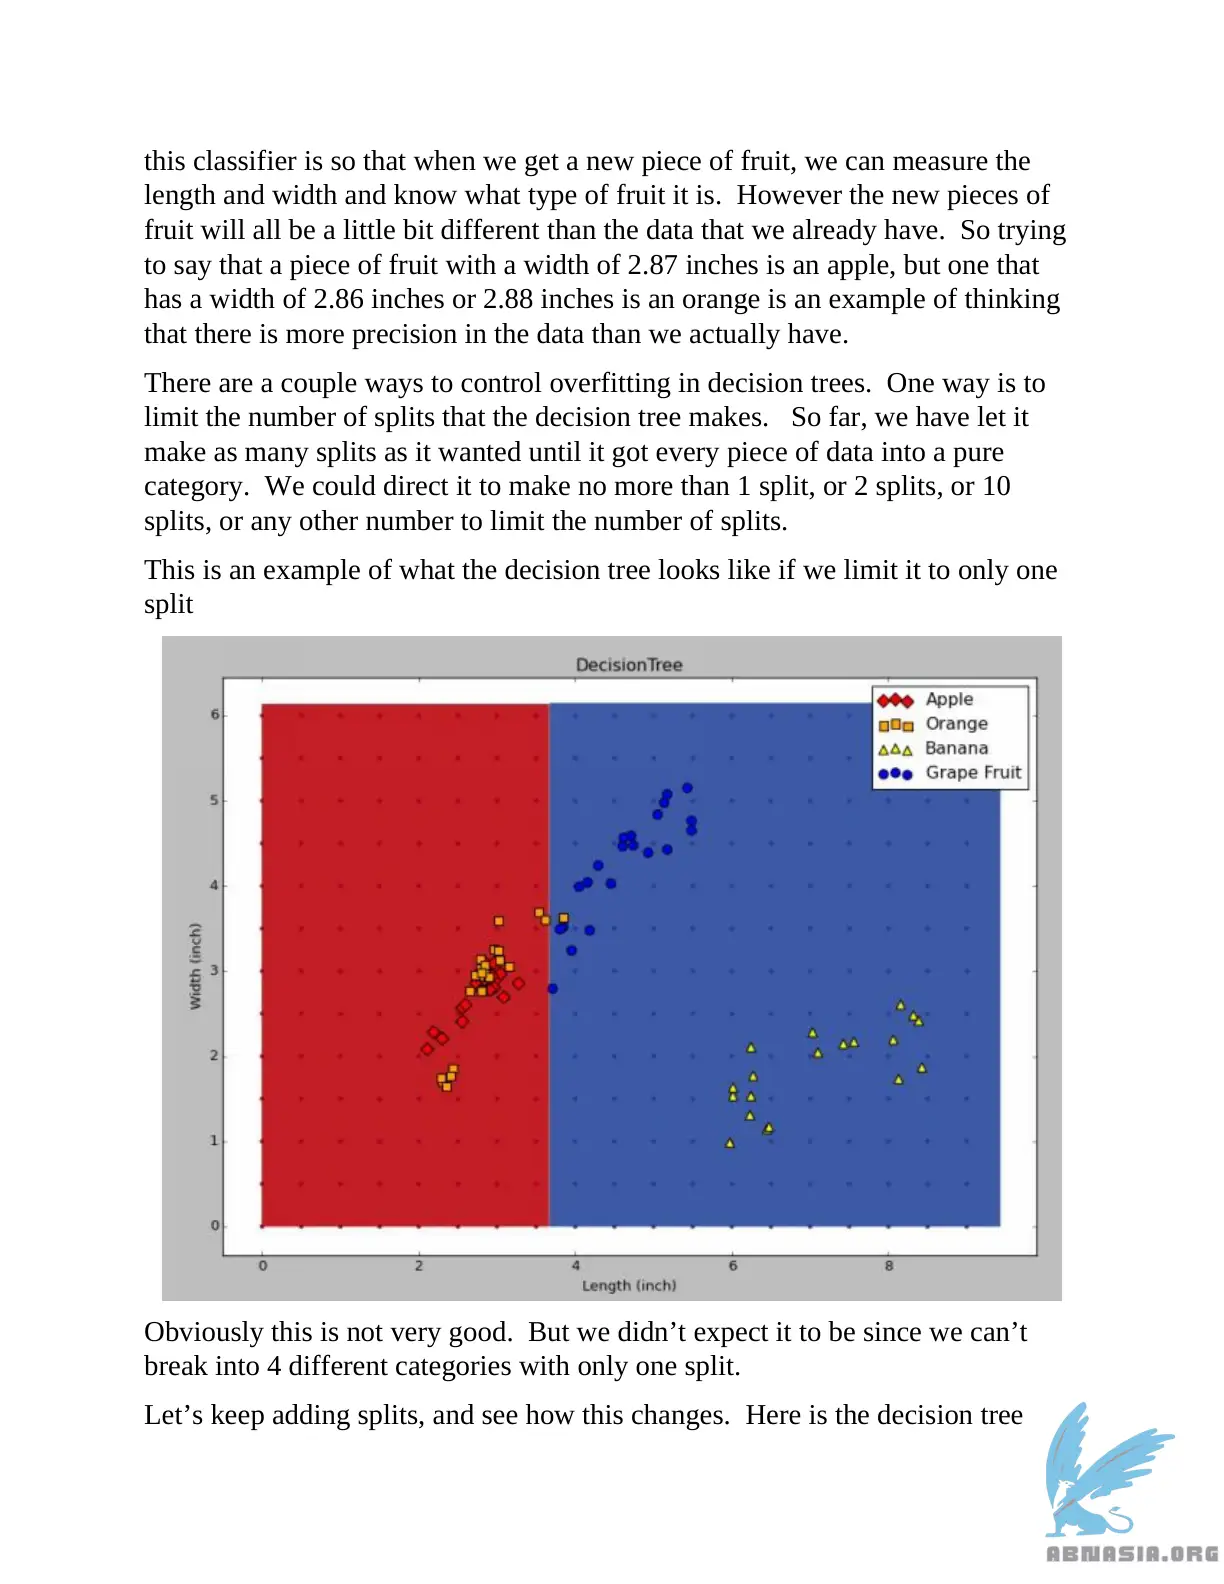 this classifier is so that when we get a new piece of fruit, we can measure the
length and width and know what type of fruit it is.  However the new pieces of
fruit will all be a little bit different than the data that we already have.  So trying
to say that a piece of fruit with a width of 2.87 inches is an apple, but one that
has a width of 2.86 inches or 2.88 inches is an orange is an example of thinking
that there is more precision in the data than we actually have.
There are a couple ways to control overfitting in decision trees.  One way is to
limit the number of splits that the decision tree makes.   So far, we have let it
make as many splits as it wanted until it got every piece of data into a pure
category.  We could direct it to make no more than 1 split, or 2 splits, or 10
splits, or any other number to limit the number of splits.
This is an example of what the decision tree looks like if we limit it to only one
split
DecisionTree
Apple
Orange
Banana
Grape Fruit
6
5
4
3
2
1
0
Width (inch)
0 2 4 6 8
Length (inch)
Obviously this is not very good.  But we didn’t expect it to be since we can’t
break into 4 different categories with only one split.
Let’s keep adding splits, and see how this changes.  Here is the decision tree
ABNASIA.ORG